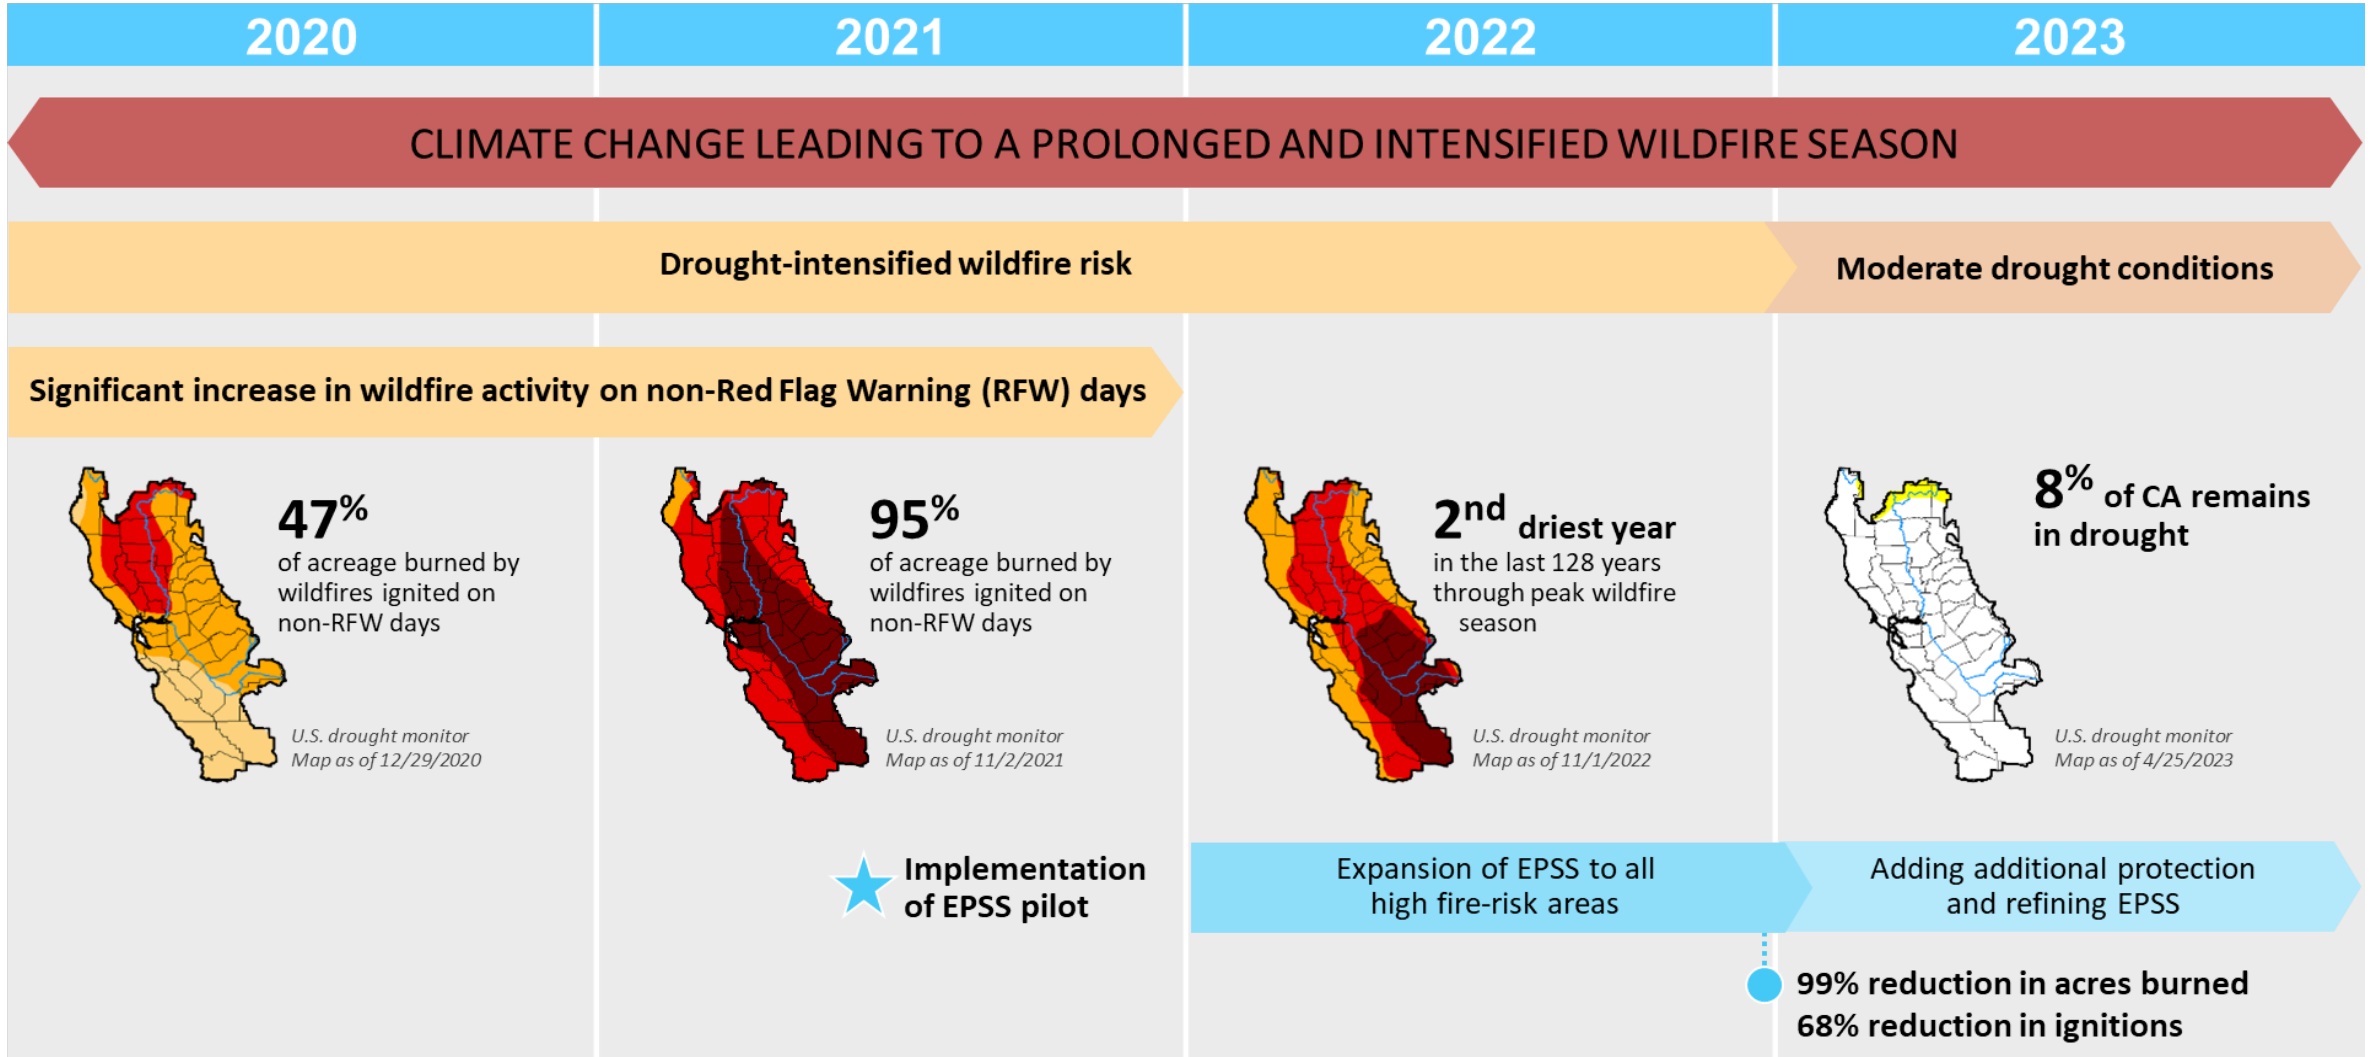 2020
2021
2022
2023
CLIMATE CHANGE LEADING TO A PROLONGED AND INTENSIFIED WILDFIRE SEASON
Drought-intensified wildfire risk
Moderate drought conditions
Significant increase in wildfire activity on non-Red Flag Warning (RFW) days
47%
of acreage burned by
wildfires ignited on
non-RFW days
U.S. drought monitor
Map as of 12/29/2020
95%
of acreage burned by
wildfires ignited on
non-RFW days
U.S. drought monitor
Map as of 11/2/2021
2nd driest year
in the last 128 years
through peak wildfire
season
U.S. drought monitor
Map as of 11/1/2022
8% of CA remains
in drought
U.S. drought monitor
Map as of 4/25/2023
Implementation
of EPSS pilot
Expansion of EPSS to all
high fire-risk areas
Adding additional protection
and refining EPSS
99% reduction in acres burned
68% reduction in ignitions